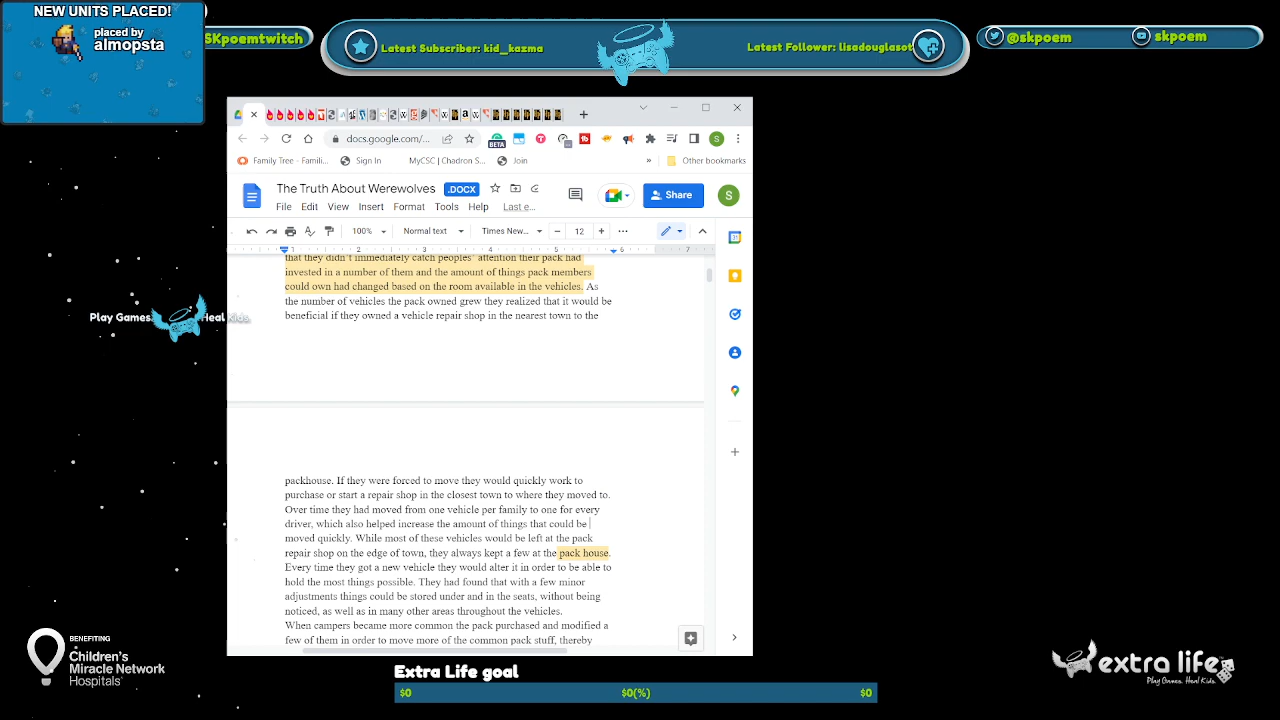 NEW UNITS PLACED!
placed by
almopsta
SKpoemtwitch
Latest Subscriber: kid_kazma
Latest Follower: lisadouglasot
@skpoem
skpoem
docs.google.com/...
BETA
S
Family Tree - Famili...
Sign In
MyCSC | Chadron S...
Join
»
Other bookmarks
The Truth About Werewolves
.DOCX
Share
S
File Edit View Insert Format Tools Help Last e...
100%
Normal text
Times New...
12
1 2 3 4 5 6 7
that they didn't immediately catch peoples' attention their pack had
invested in a number of them and the amount of things pack members
could own had changed based on the room available in the vehicles. As
the number of vehicles the pack owned grew they realized that it would be
beneficial if they owned a vehicle repair shop in the nearest town to the
packhouse. If they were forced to move they would quickly work to
purchase or start a repair shop in the closest town to where they moved to.
Over time they had moved from one vehicle per family to one for every
driver, which also helped increase the amount of things that could be
moved quickly. While most of these vehicles would be left at the pack
repair shop on the edge of town, they always kept a few at the pack house.
Every time they got a new vehicle they would alter it in order to be able to
hold the most things possible. They had found that with a few minor
adjustments things could be stored under and in the seats, without being
noticed, as well as in many other areas throughout the vehicles.
When campers became more common the pack purchased and modified a
few of them in order to move more of the common pack stuff, thereby
Play Games. Heal Kids.
BENEFITING
Children's
Miracle Network
Hospitals
Extra Life goal
$0 $0(%) $0
extra life
Play Games. Heal Kids.